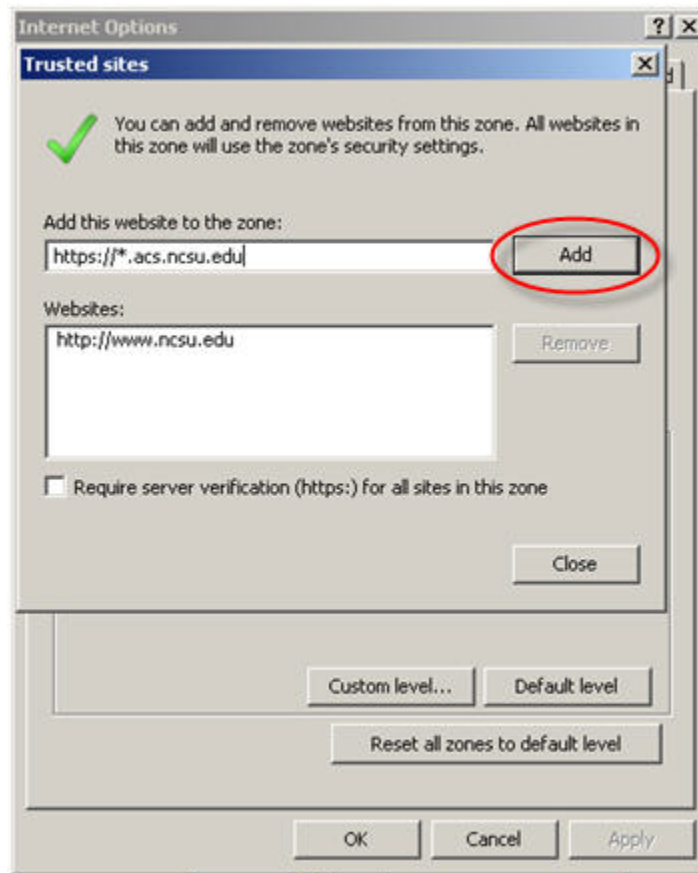 Internet Options
Trusted sites
d
You can add and remove websites from this zone. All websites in
this zone will use the zone's security settings.
Add this website to the zone:
https://*.acs.ncsu.edu
Add
Websites:
http://www.ncsu.edu
Remove
Require server verification (https:) for all sites in this zone
Close
Custom level...
Default level
Reset all zones to default level
OK
Cancel
Apply